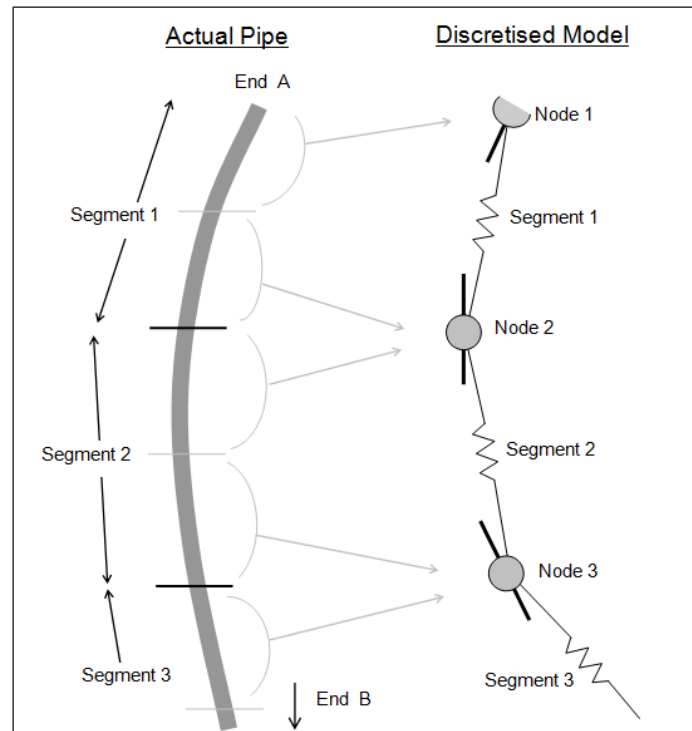 Actual Pipe
Discretised Model
End A
Node 1
Segment 1
Segment 1
Node 2
Segment 2
Segment 2
Node 3
Segment 3
Segment 3
End B